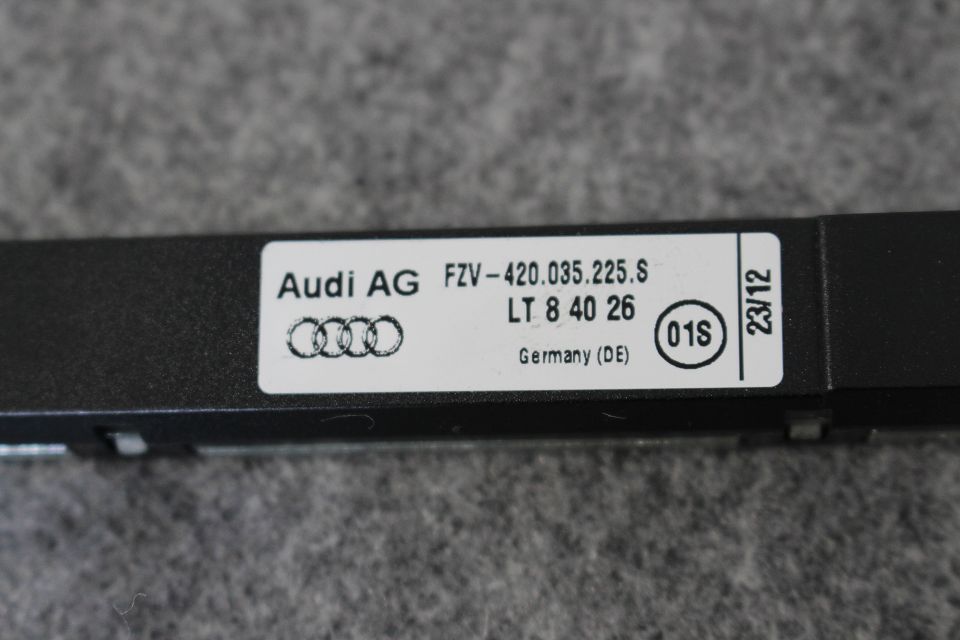 Audi AG
FZV-420.035.225.S
LT 8 40 26
Germany (DE)
01S
23/12